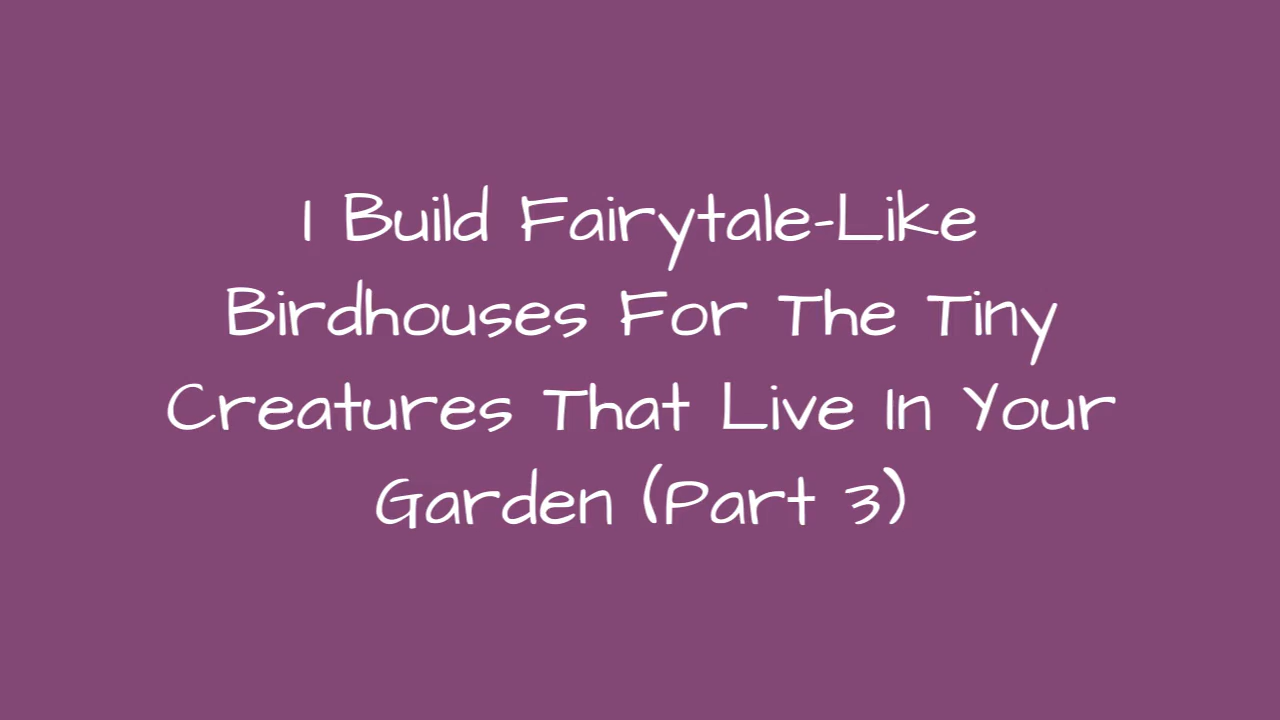 I Build Fairytale-Like
Birdhouses For The Tiny
Creatures That Live In Your
Garden (Part 3)